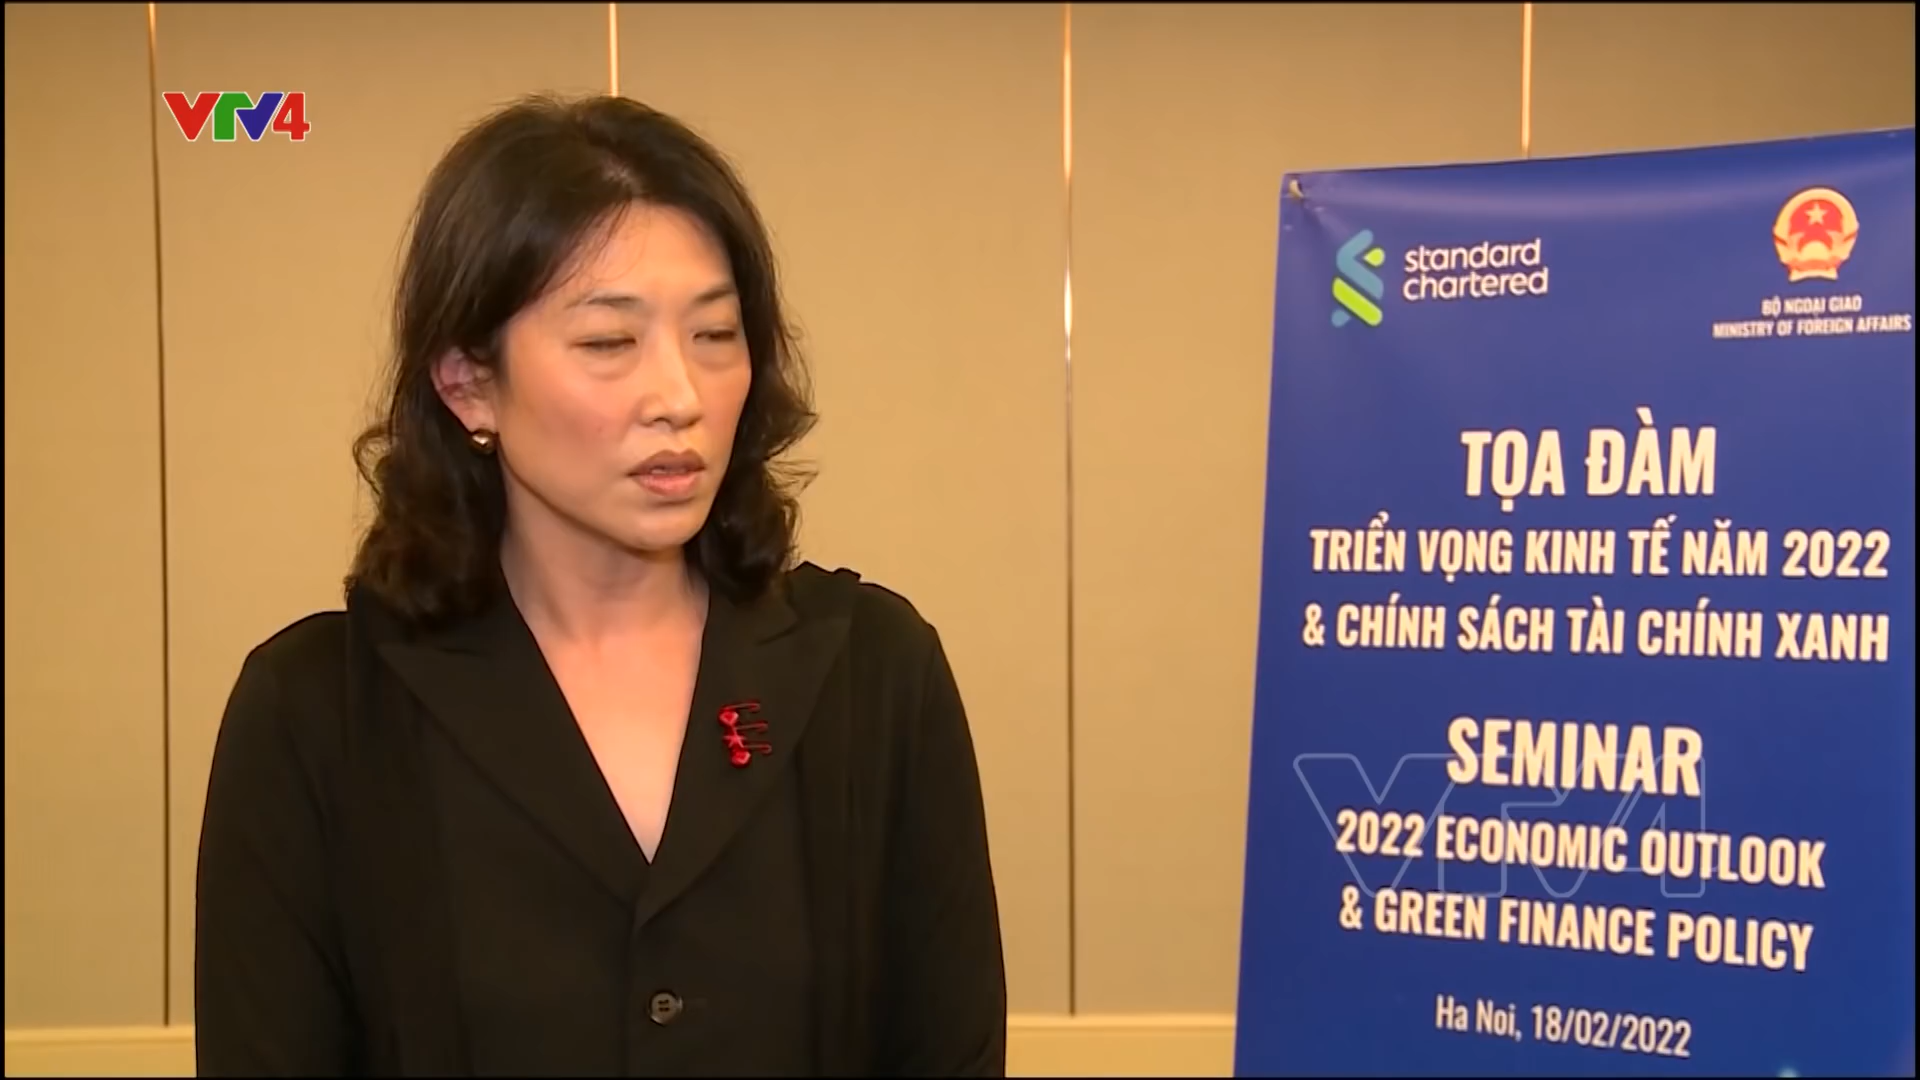 VTV4
standard
chartered
BỘ NGOẠI GIAO
MINISTRY OF FOREIGN AFFAIRS
TỌA ĐÀM
TRIỂN VỌNG KINH TẾ NĂM 2022
& CHÍNH SÁCH TÀI CHÍNH XANH
SEMINAR
2022 ECONOMIC OUTLOOK
& GREEN FINANCE POLICY
VTV4
Ha Noi, 18/02/2022